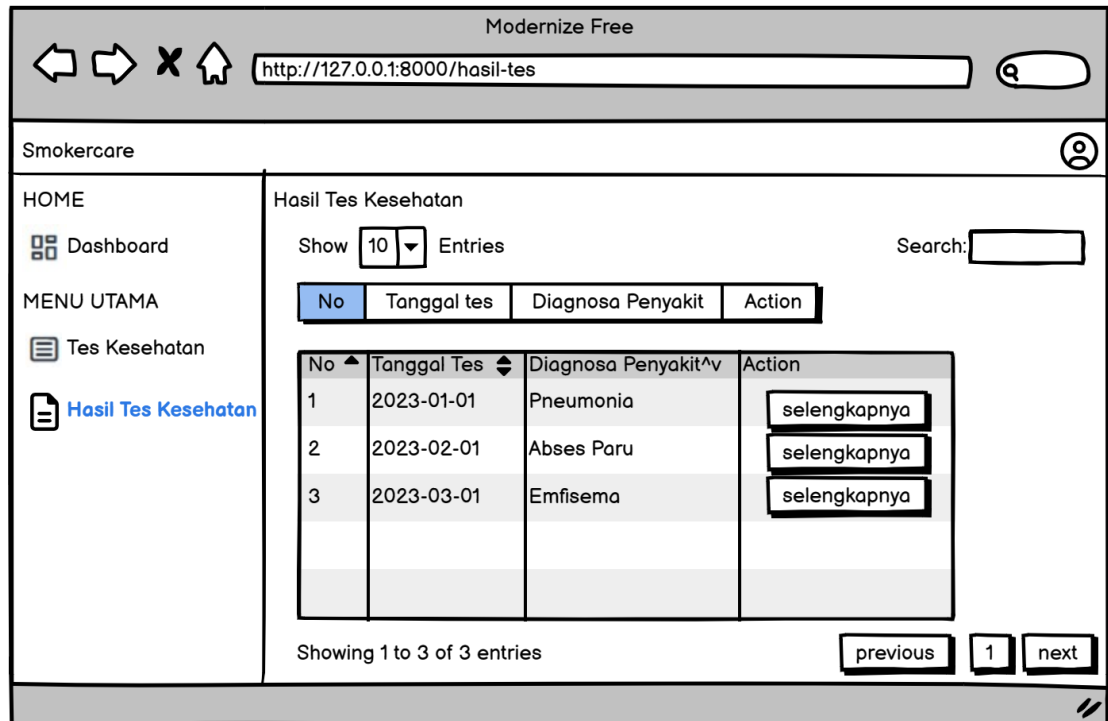 Modernize Free
http://127.0.0.1:8000/hasil-tes
Smokercare
HOME
Dashboard
MENU UTAMA
Tes Kesehatan
Hasil Tes Kesehatan
Hasil Tes Kesehatan
Show 10 Entries Search:
No Tanggal tes Diagnosa Penyakit Action
No Tanggal Tes Diagnosa Penyakit^v Action
1 2023-01-01 Pneumonia selengkapnya
2 2023-02-01 Abses Paru selengkapnya
3 2023-03-01 Emfisema selengkapnya
Showing 1 to 3 of 3 entries previous 1 next